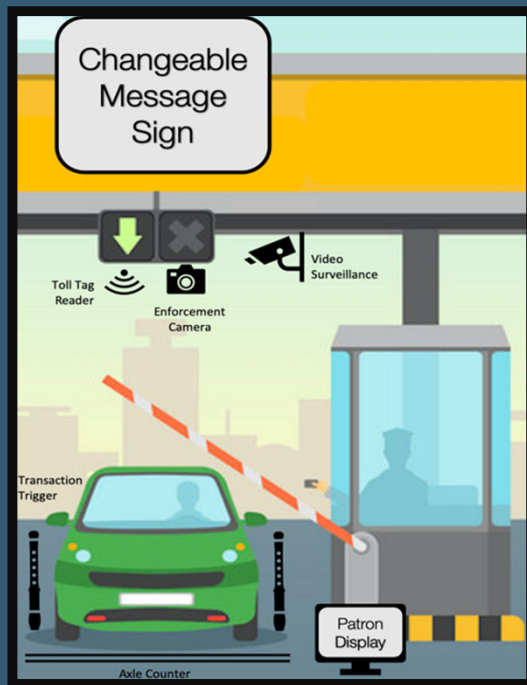 Changeable
Message
Sign
Toll Tag
Reader
Enforcement
Camera
Video
Surveillance
Transaction
Trigger
Patron
Display
Axle Counter